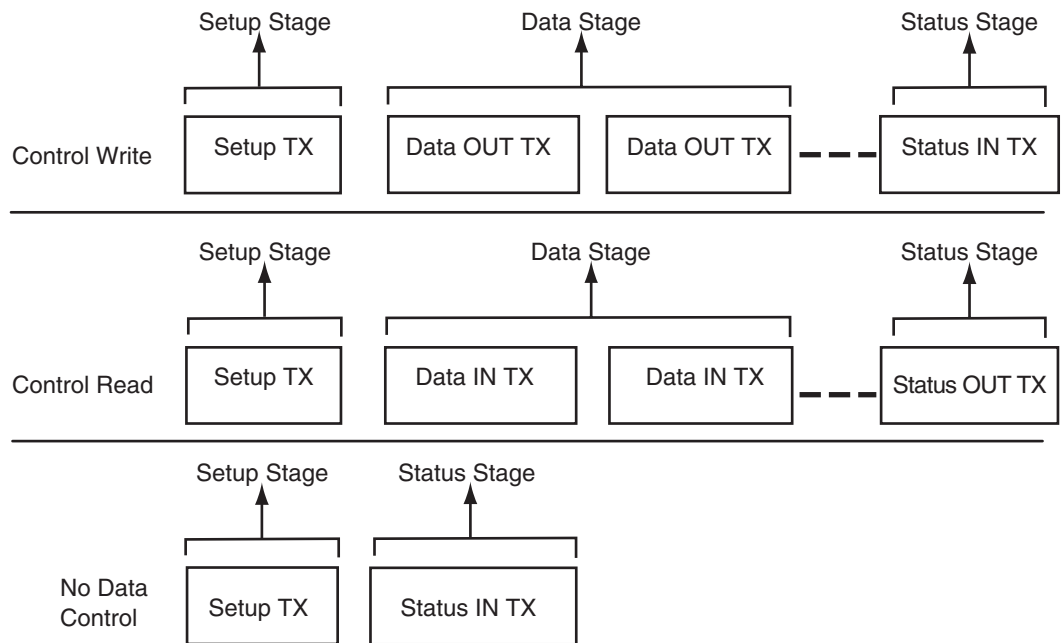 Setup Stage Data Stage Status Stage
Control Write Setup TX Data OUT TX Data OUT TX Status IN TX
Setup Stage Data Stage Status Stage
Control Read Setup TX Data IN TX Data IN TX Status OUT TX
Setup Stage Status Stage
No Data
Control Setup TX Status IN TX